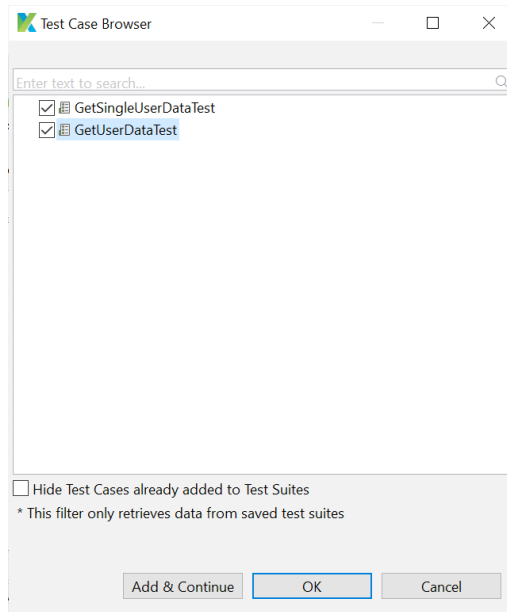 Test Case Browser
Enter text to search...
GetSingleUserDataTest
GetUserDataTest
Hide Test Cases already added to Test Suites
* This filter only retrieves data from saved test suites
Add & Continue OK Cancel